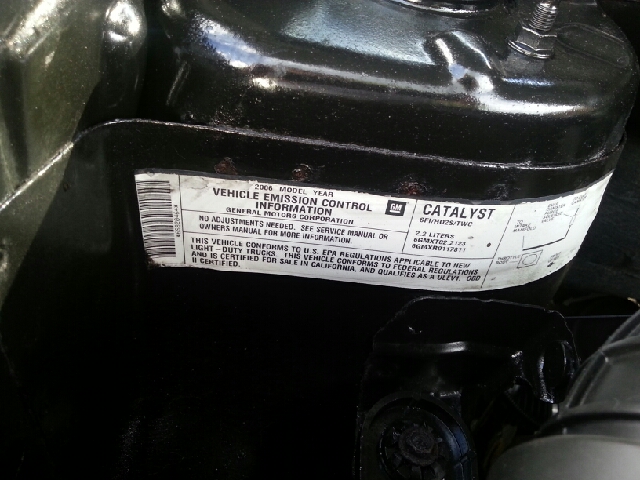 2006 MODEL YEAR
VEHICLE EMISSION CONTROL
INFORMATION
GENERAL MOTORS CORPORATION
NO ADJUSTMENTS NEEDED. SEE SERVICE MANUAL OR
OWNERS MANUAL FOR MORE INFORMATION.
THIS VEHICLE CONFORMS TO U.S. EPA REGULATIONS APPLICABLE TO NEW
LIGHT-DUTY TRUCKS. THIS VEHICLE CONFORMS TO FEDERAL REGULATIONS
AND IS CERTIFIED FOR SALE IN CALIFORNIA, AND QUALIFIES AS A ULEV
II CERTIFIED.
GM
CATALYST
2.2 LITERS
THROTTLE
BODY